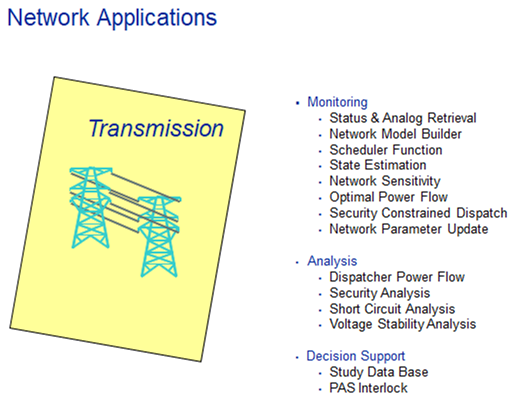 Network Applications
Transmission
Monitoring
Status & Analog Retrieval
Network Model Builder
Scheduler Function
State Estimation
Network Sensitivity
Optimal Power Flow
Security Constrained Dispatch
Network Parameter Update
Analysis
Dispatcher Power Flow
Security Analysis
Short Circuit Analysis
Voltage Stability Analysis
Decision Support
Study Data Base
PAS Interlock